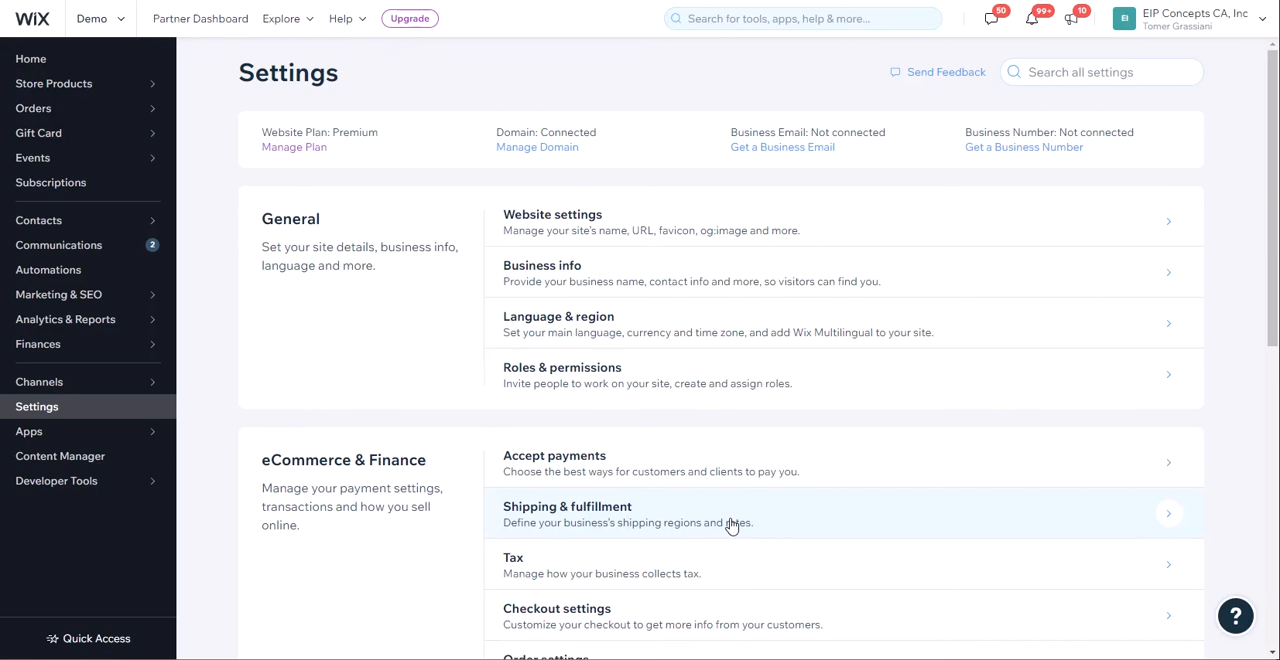 WiX
Demo
Partner Dashboard
Explore
Help
Upgrade
Search for tools, apps, help & more...
50
99+
10
EI
EIP Concepts CA, Inc
Tomer Grassiani
Home
Store Products
Orders
Gift Card
Events
Subscriptions
Contacts
Communications
2
Automations
Marketing & SEO
Analytics & Reports
Finances
Channels
Settings
Apps
Content Manager
Developer Tools
Quick Access
Settings
Send Feedback
Search all settings
Website Plan: Premium
Manage Plan
Domain: Connected
Manage Domain
Business Email: Not connected
Get a Business Email
Business Number: Not connected
Get a Business Number
General
Set your site details, business info,
language and more.
Website settings
Manage your site's name, URL, favicon, og:image and more.
Business info
Provide your business name, contact info and more, so visitors can find you.
Language & region
Set your main language, currency and time zone, and add Wix Multilingual to your site.
Roles & permissions
Invite people to work on your site, create and assign roles.
eCommerce & Finance
Manage your payment settings,
transactions and how you sell
online.
Accept payments
Choose the best ways for customers and clients to pay you.
Shipping & fulfillment
Define your business's shipping regions and rates.
Tax
Manage how your business collects tax.
Checkout settings
Customize your checkout to get more info from your customers.
Order settings
?